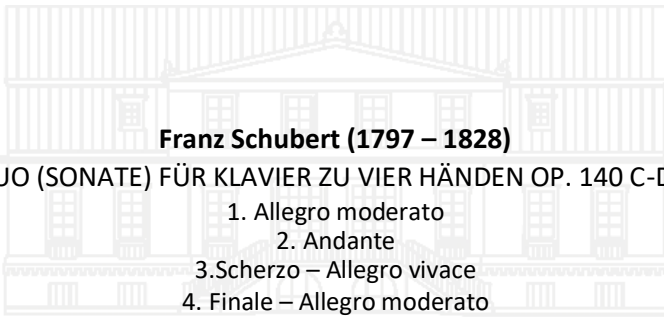 Franz Schubert (1797 – 1828)
UO (SONATE) FÜR KLAVIER ZU VIER HÄNDEN OP. 140 C-D
1. Allegro moderato
2. Andante
3.Scherzo – Allegro vivace
4. Finale – Allegro moderato